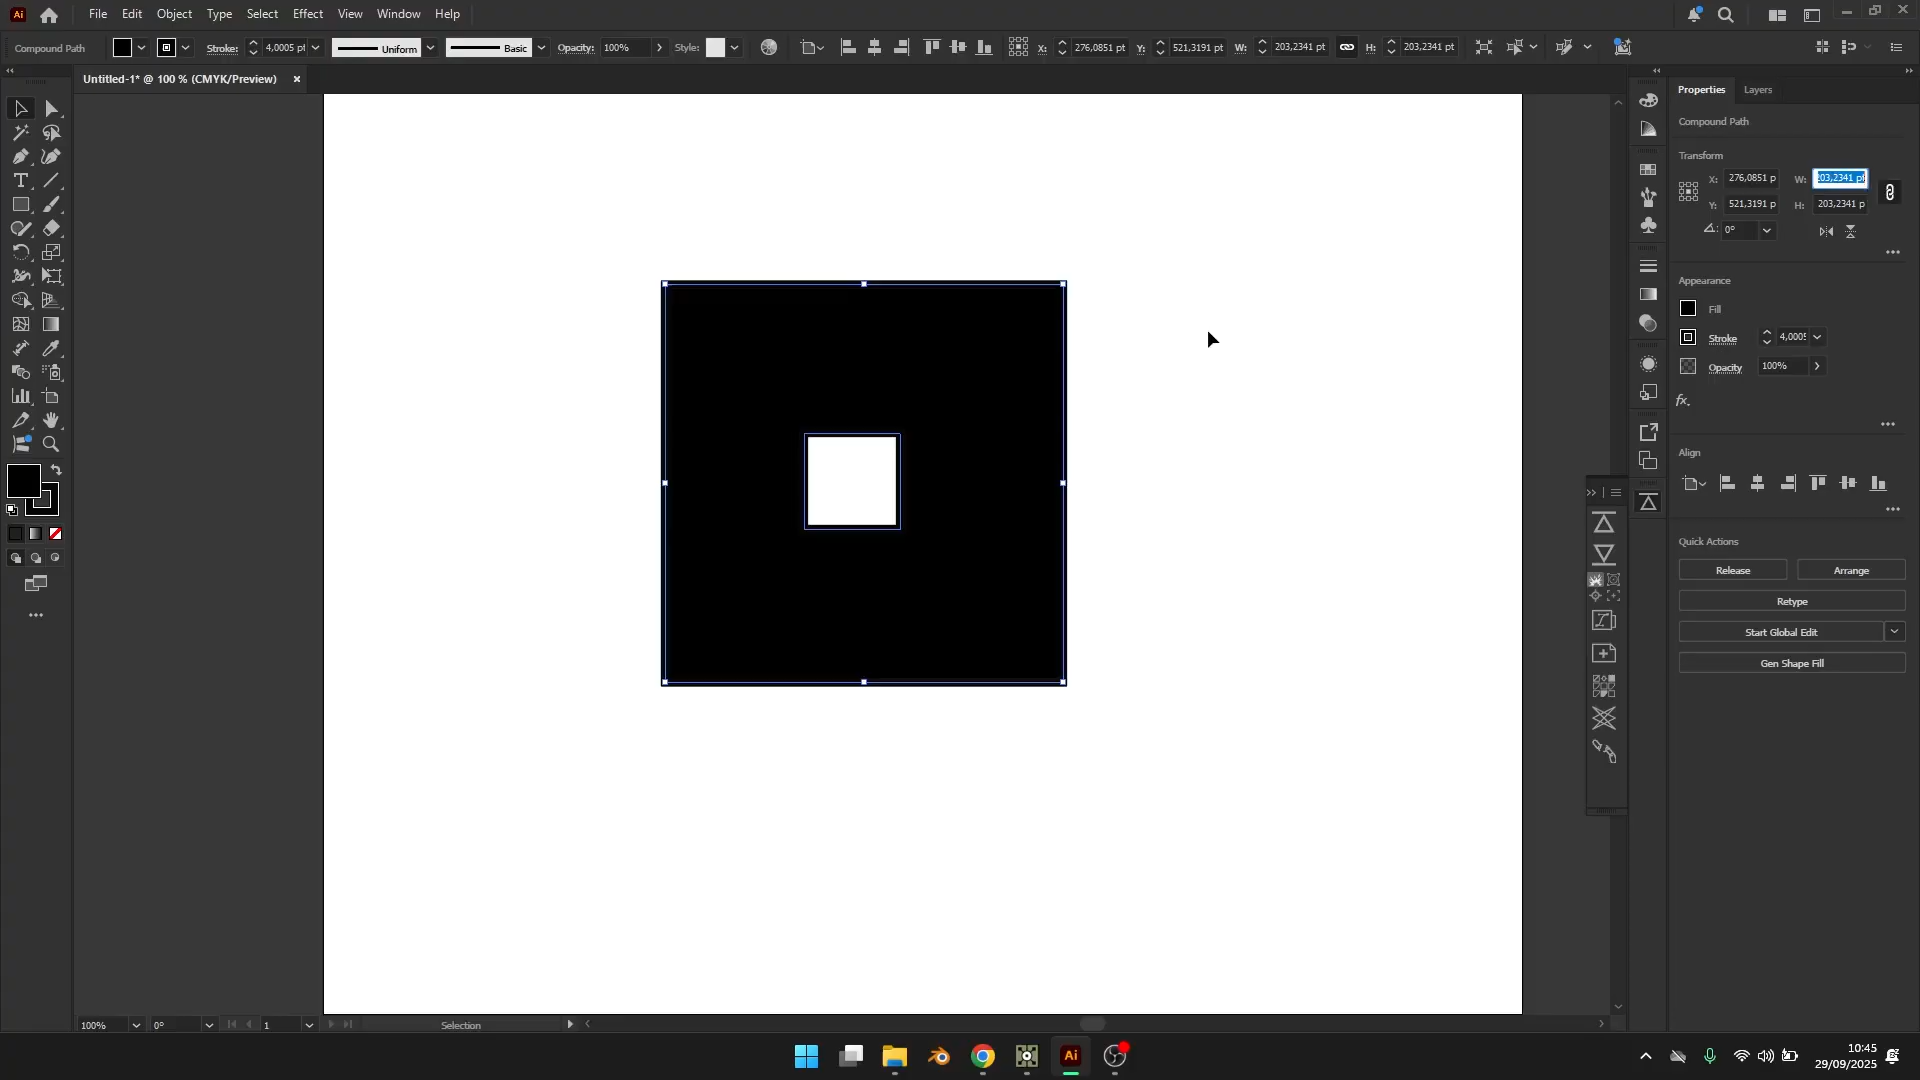 Ai File Edit Object Type Select Effect View Window Help
Compound Path Stroke: 4,0005 pt Uniform Basic Opacity: 100% Style: X: 276,0851 pt Y: 521,3191 pt W: 203,2341 pt H: 203,2341 pt
Untitled-1* @ 100 % (CMYK/Preview)
Properties Layers
Compound Path
Transform
X: 276,0851 p W: 203,2341 pt
Y: 521,3191 p H: 203,2341 p
0°
Appearance
Fill
Stroke 4,0005
Opacity 100%
fx.
Align
Quick Actions
Release Arrange
Retype
Start Global Edit
Gen Shape Fill
100% 0° 1 Selection
Ai
10:45
29/09/2025